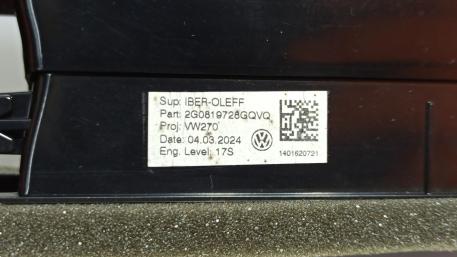 Sup: IBER-OLEFF
Part: 2G0819728GQVQ
Proj: VW270
Date: 04.03.2024
Eng. Level: 17S
1401620721